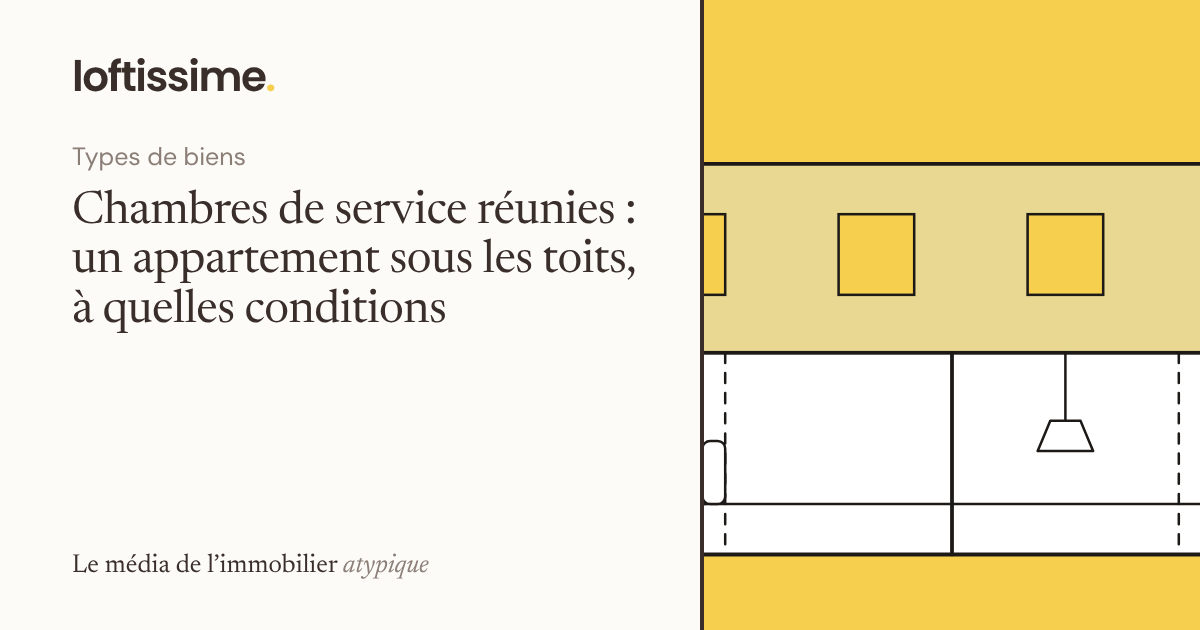 loftissime.
Types de biens
Chambres de service réunies :
un appartement sous les toits,
à quelles conditions
Le média de l’immobilier atypique